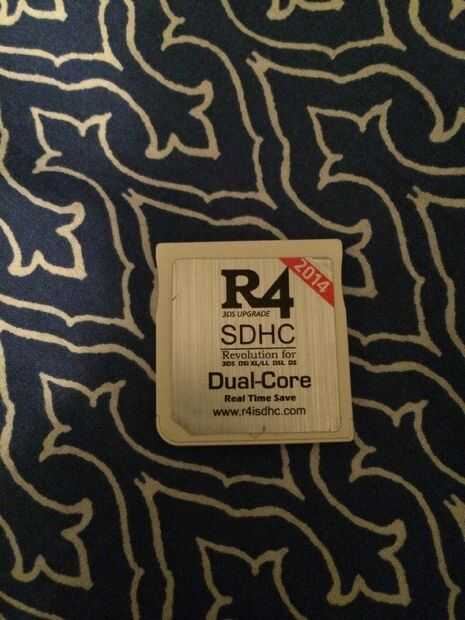 2014
R4
3DS UPGRADE
SDHC
Revolution for
3DS DSi XL/LL DSL DS
Dual-Core
Real Time Save
www.r4isdhc.com